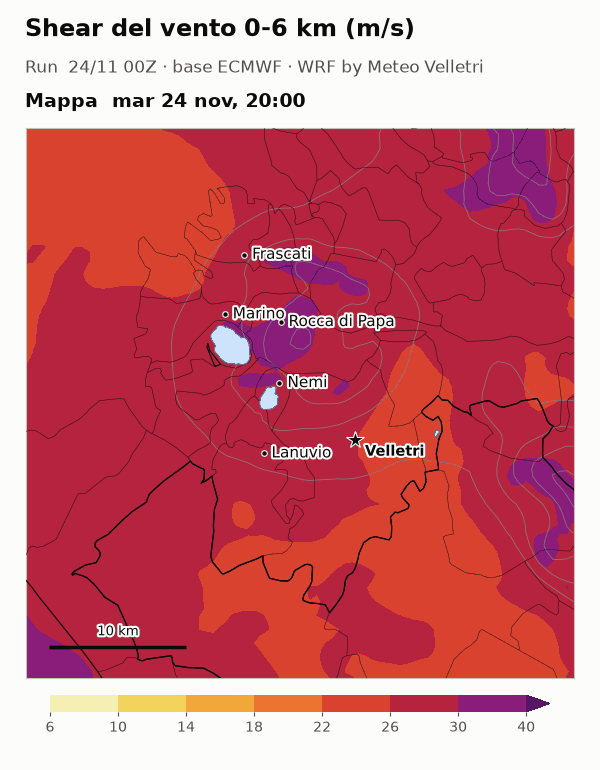 Shear del vento 0-6 km (m/s)
Run  24/11 00Z · base ECMWF · WRF by Meteo Velletri
Mappa  mar 24 nov, 20:00
Frascati
Marino
Rocca di Papa
Nemi
Velletri
Lanuvio
10 km
6 10 14 18 22 26 30 40